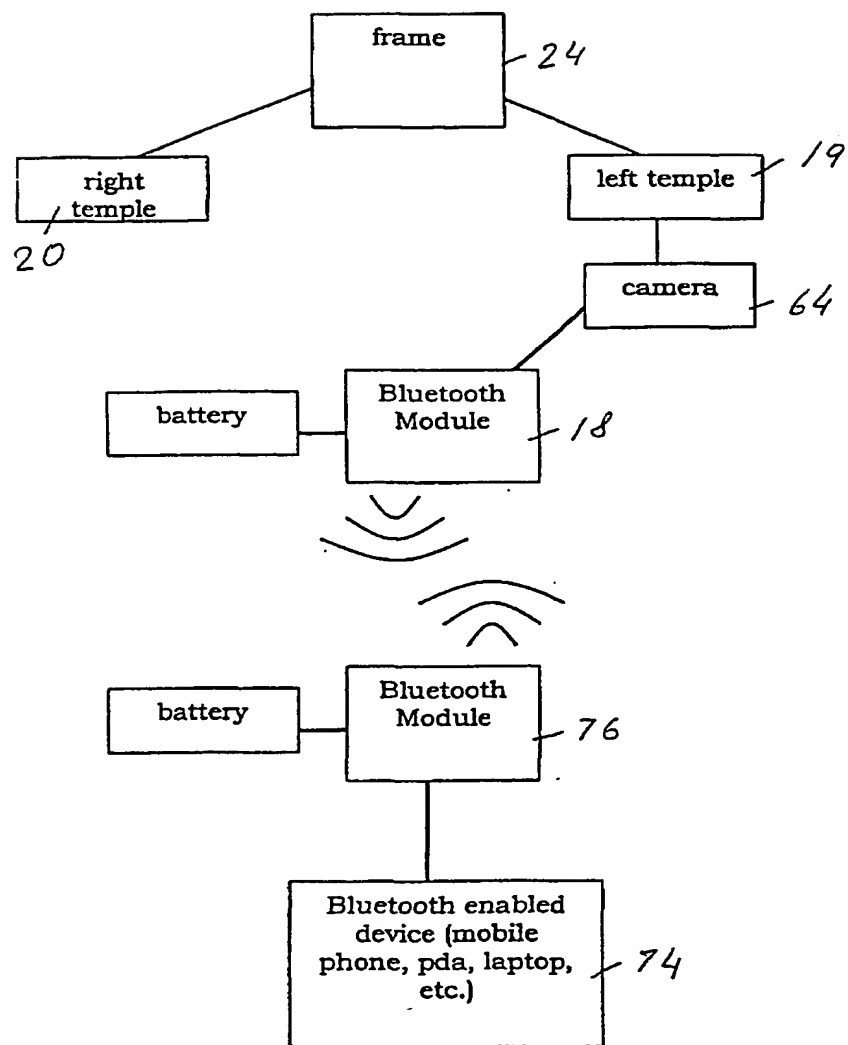 frame
24
right
temple
20
left temple
19
camera
64
battery
Bluetooth
Module
18
battery
Bluetooth
Module
76
Bluetooth enabled
device (mobile
phone, pda, laptop,
etc.)
74